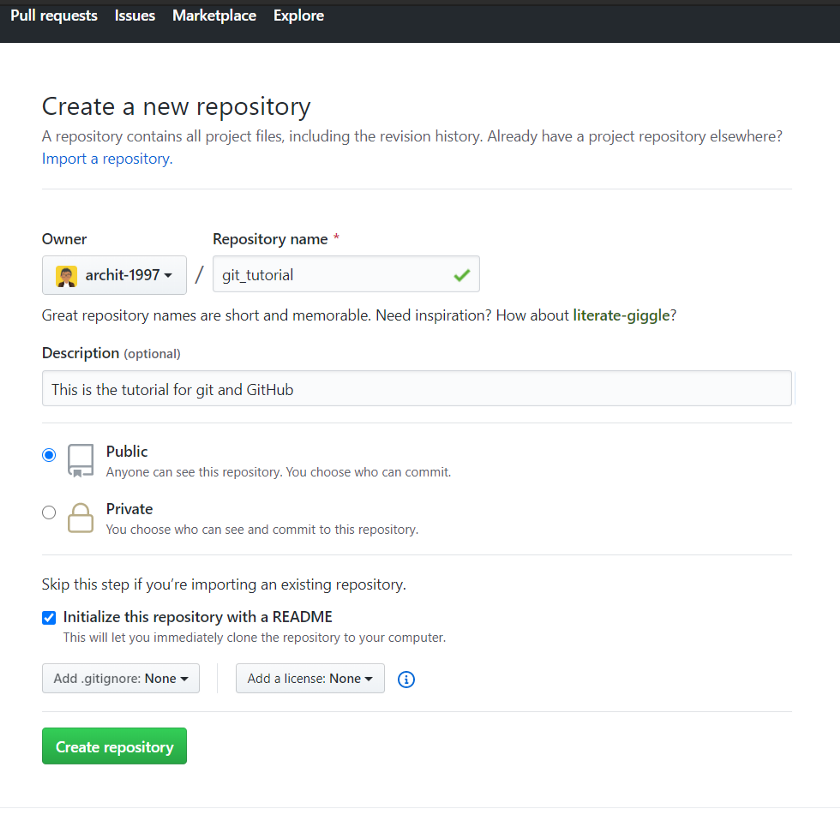 Pull requests Issues Marketplace Explore
Create a new repository
A repository contains all project files, including the revision history. Already have a project repository elsewhere?
Import a repository.
Owner Repository name *
archit-1997 / git_tutorial
Great repository names are short and memorable. Need inspiration? How about literate-giggle?
Description (optional)
This is the tutorial for git and GitHub
Public
Anyone can see this repository. You choose who can commit.
Private
You choose who can see and commit to this repository.
Skip this step if you’re importing an existing repository.
Initialize this repository with a README
This will let you immediately clone the repository to your computer.
Add .gitignore: None Add a license: None
Create repository